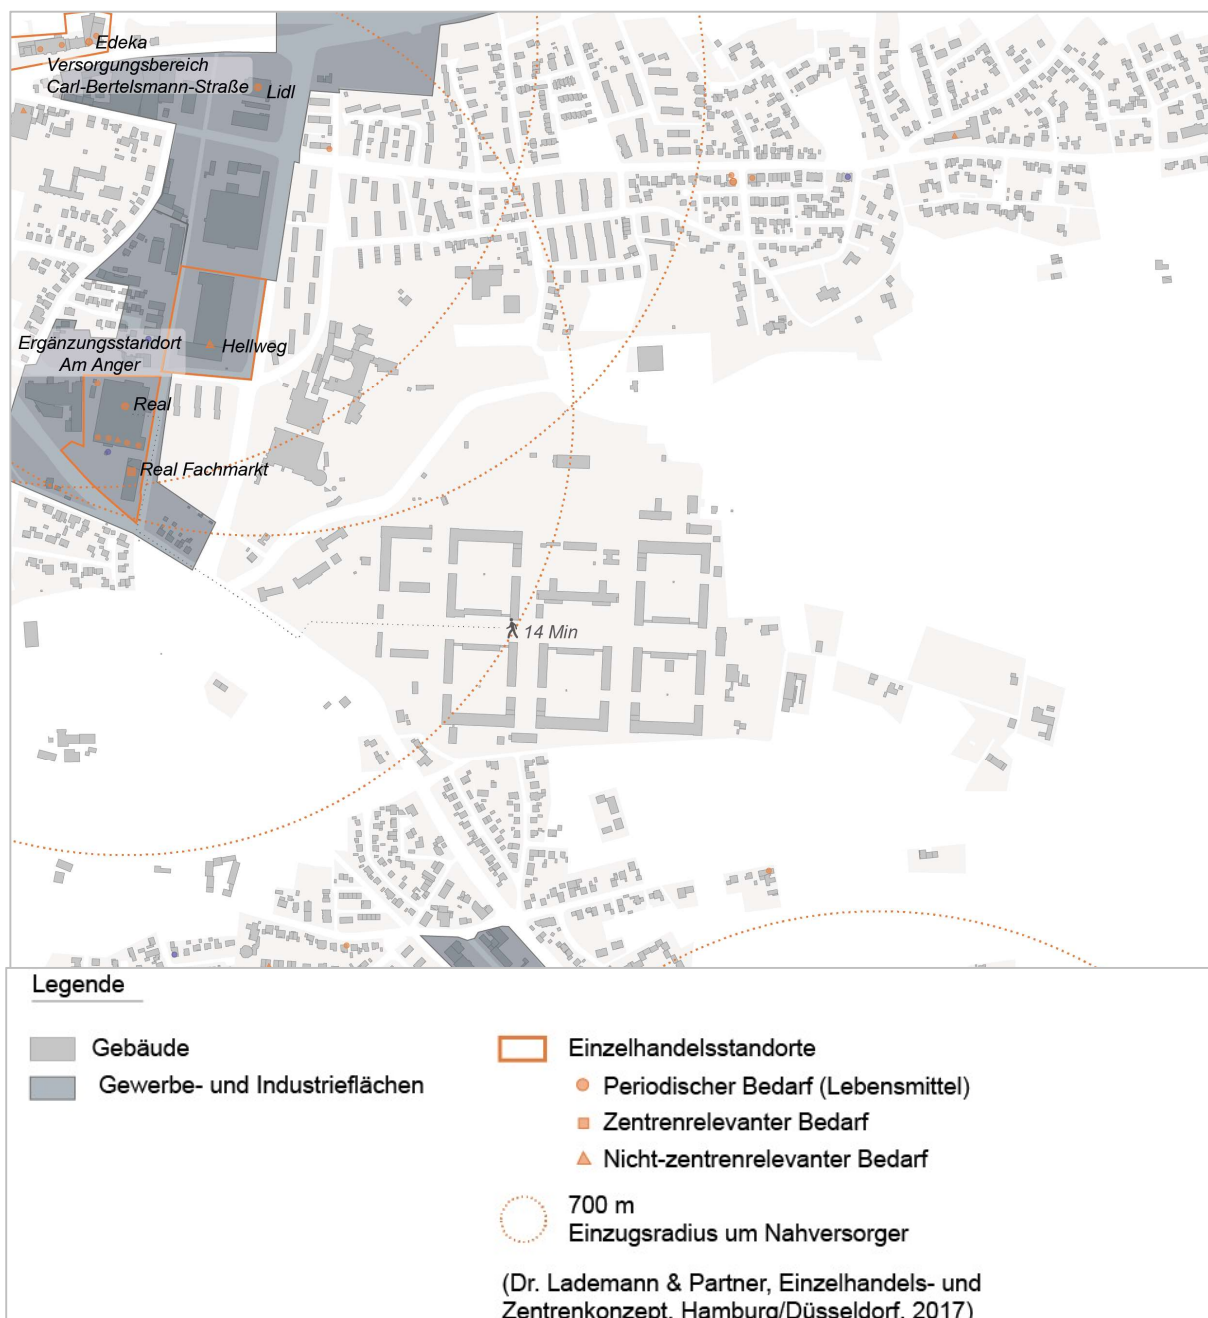 Edeka
Versorgungsbereich
Carl-Bertelsmann-Straße
Lidl
Ergänzungsstandort
Am Anger
Hellweg
Real
Real Fachmarkt
14 Min
Legende
Gebäude
Gewerbe- und Industrieflächen
Einzelhandelsstandorte
Periodischer Bedarf (Lebensmittel)
Zentrenrelevanter Bedarf
Nicht-zentrenrelevanter Bedarf
700 m
Einzugsradius um Nahversorger
(Dr. Lademann & Partner, Einzelhandels- und
Zentrenkonzept, Hamburg/Düsseldorf, 2017)